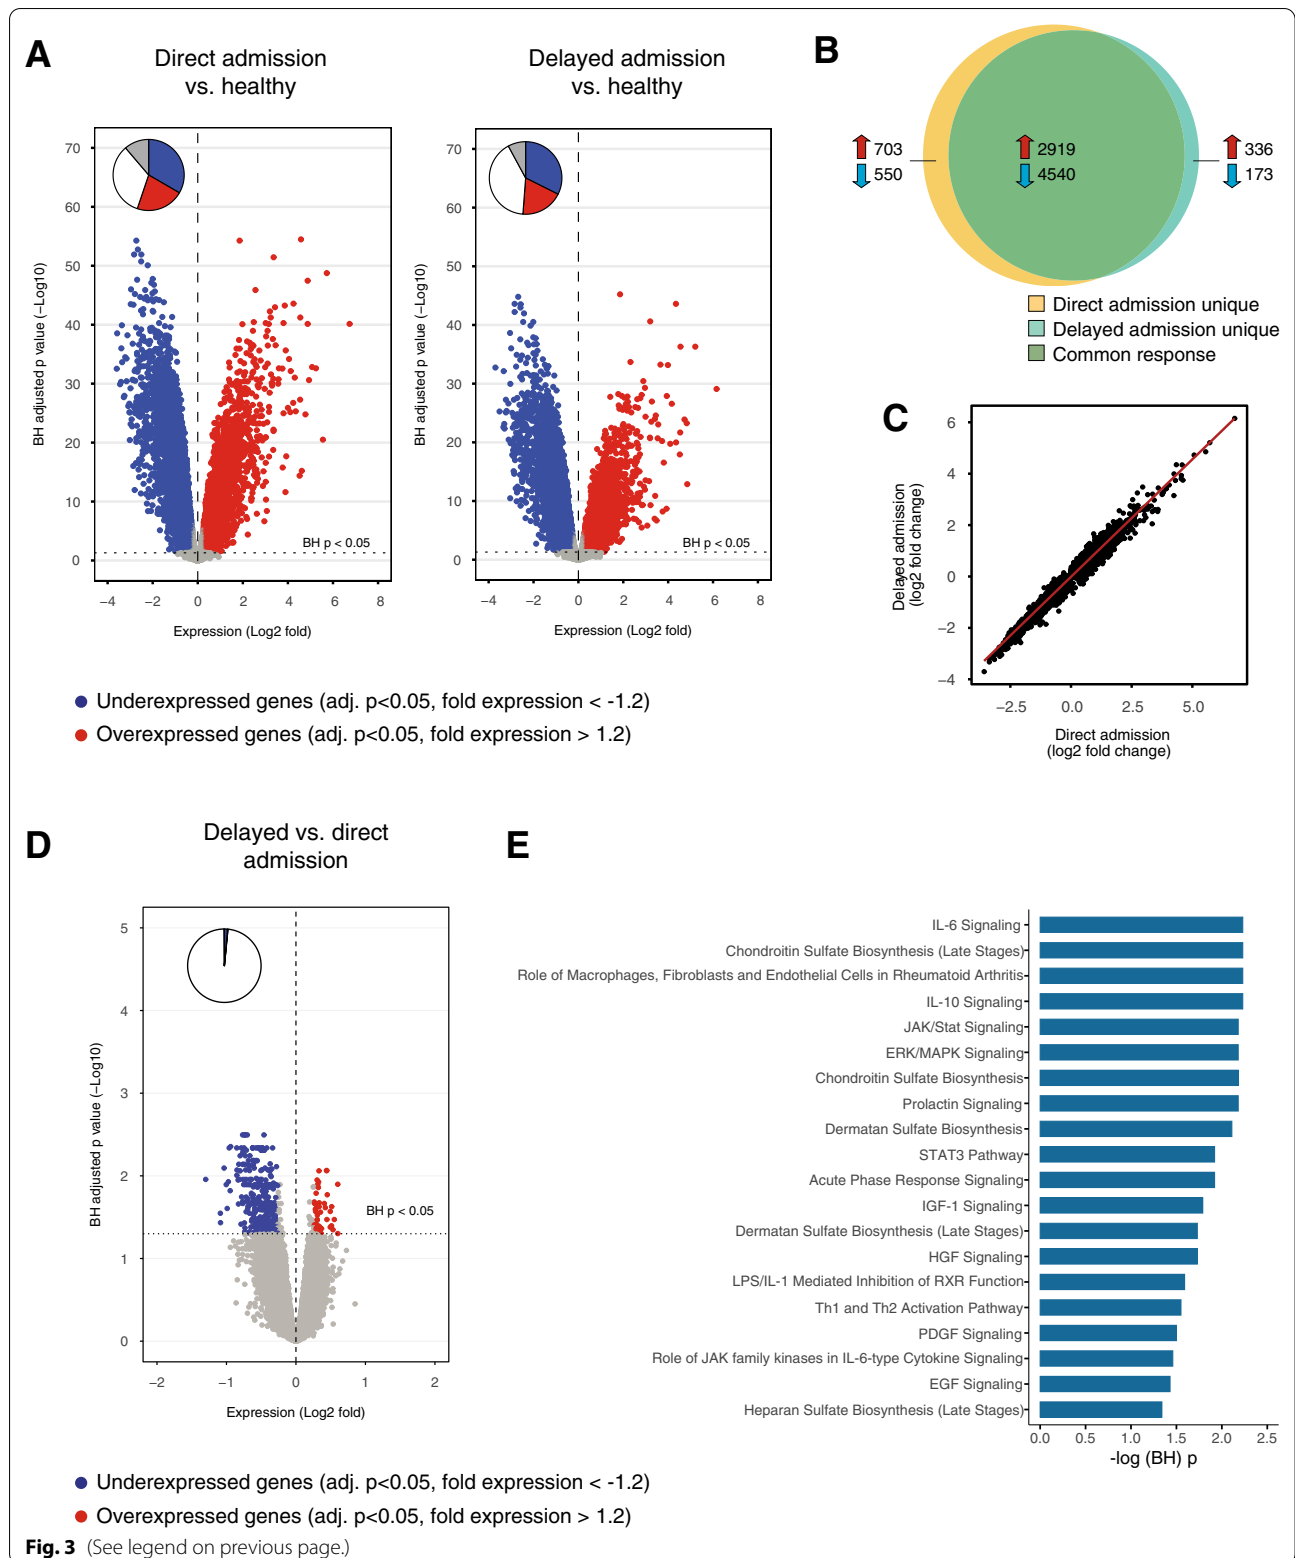 A
Direct admission
vs. healthy
Delayed admission
vs. healthy
70
60
50
40
30
20
10
0
BH adjusted p value (−Log10)
BH p < 0.05
−4 −2 0 2 4 6 8
Expression (Log2 fold)
70
60
50
40
30
20
10
0
BH adjusted p value (−Log10)
BH p < 0.05
−4 −2 0 2 4 6 8
Expression (Log2 fold)
Underexpressed genes (adj. p<0.05, fold expression < -1.2)
Overexpressed genes (adj. p<0.05, fold expression > 1.2)
B
703
550
2919
4540
336
173
Direct admission unique
Delayed admission unique
Common response
C
6
4
2
0
−2
−4
Delayed admission
(log2 fold change)
−2.5 0.0 2.5 5.0
Direct admission
(log2 fold change)
D
Delayed vs. direct
admission
5
4
3
2
1
0
BH adjusted p value (−Log10)
BH p < 0.05
−2 −1 0 1 2
Expression (Log2 fold)
Underexpressed genes (adj. p<0.05, fold expression < -1.2)
Overexpressed genes (adj. p<0.05, fold expression > 1.2)
E
IL-6 Signaling
Chondroitin Sulfate Biosynthesis (Late Stages)
Role of Macrophages, Fibroblasts and Endothelial Cells in Rheumatoid Arthritis
IL-10 Signaling
JAK/Stat Signaling
ERK/MAPK Signaling
Chondroitin Sulfate Biosynthesis
Prolactin Signaling
Dermatan Sulfate Biosynthesis
STAT3 Pathway
Acute Phase Response Signaling
IGF-1 Signaling
Dermatan Sulfate Biosynthesis (Late Stages)
HGF Signaling
LPS/IL-1 Mediated Inhibition of RXR Function
Th1 and Th2 Activation Pathway
PDGF Signaling
Role of JAK family kinases in IL-6-type Cytokine Signaling
EGF Signaling
Heparan Sulfate Biosynthesis (Late Stages)
0.0 0.5 1.0 1.5 2.0 2.5
-log (BH) p
Fig. 3 (See legend on previous page.)